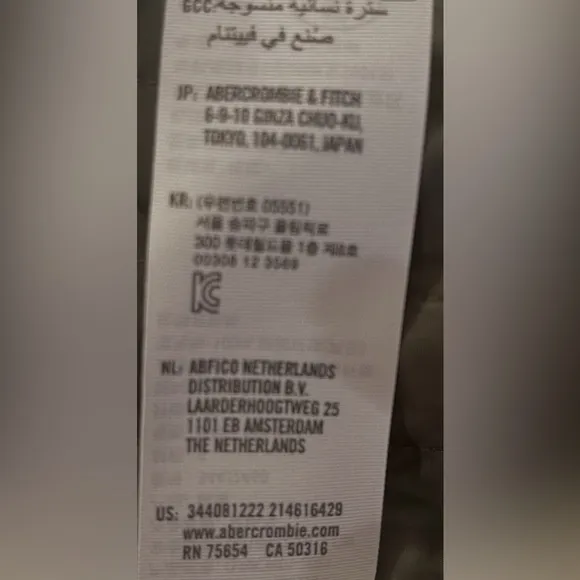 GCC: سترة نسائية منسوجة
صُنع في فييتنام
JP: ABERCROMBIE & FITCH
6-9-10 GINZA CHUO-KU,
TOKYO, 104-0061, JAPAN
KR: (우편번호 05551)
서울 송파구 올림픽로
300 롯데월드몰 1층 제8호
00308 12 3569
NL: ABFICO NETHERLANDS
DISTRIBUTION B.V.
LAARDERHOOGTWEG 25
1101 EB AMSTERDAM
THE NETHERLANDS
US: 344081222 214616429
www.abercrombie.com
RN 75654 CA 50316